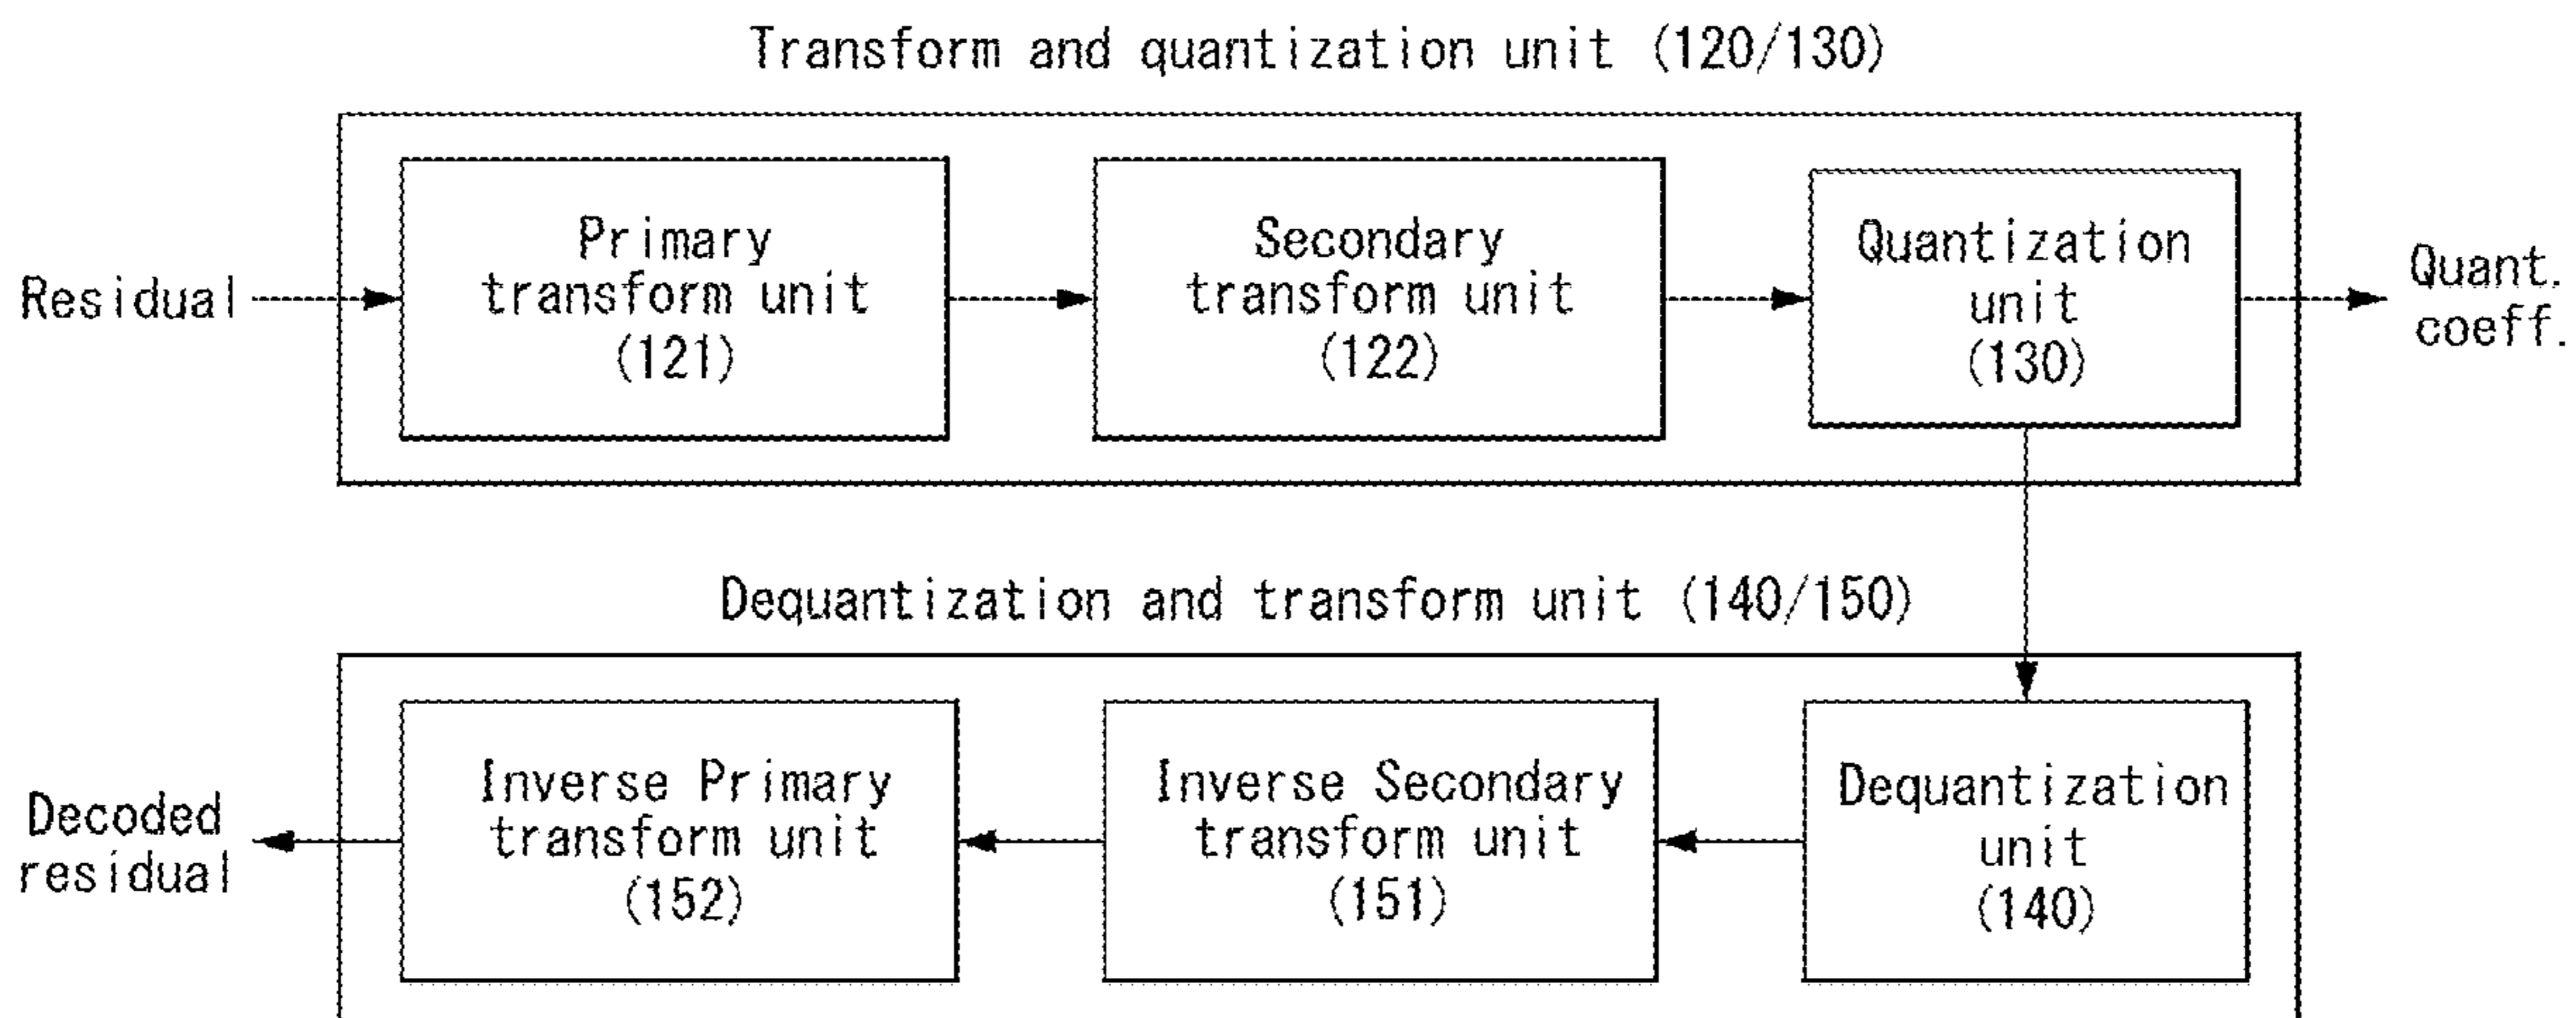 Transform and quantization unit (120/130)
Residual
Primary
transform unit
(121)
Secondary
transform unit
(122)
Quantization
unit
(130)
Quant.
coeff.
Dequantization and transform unit (140/150)
Decoded
residual
Inverse Primary
transform unit
(152)
Inverse Secondary
transform unit
(151)
Dequantization
unit
(140)